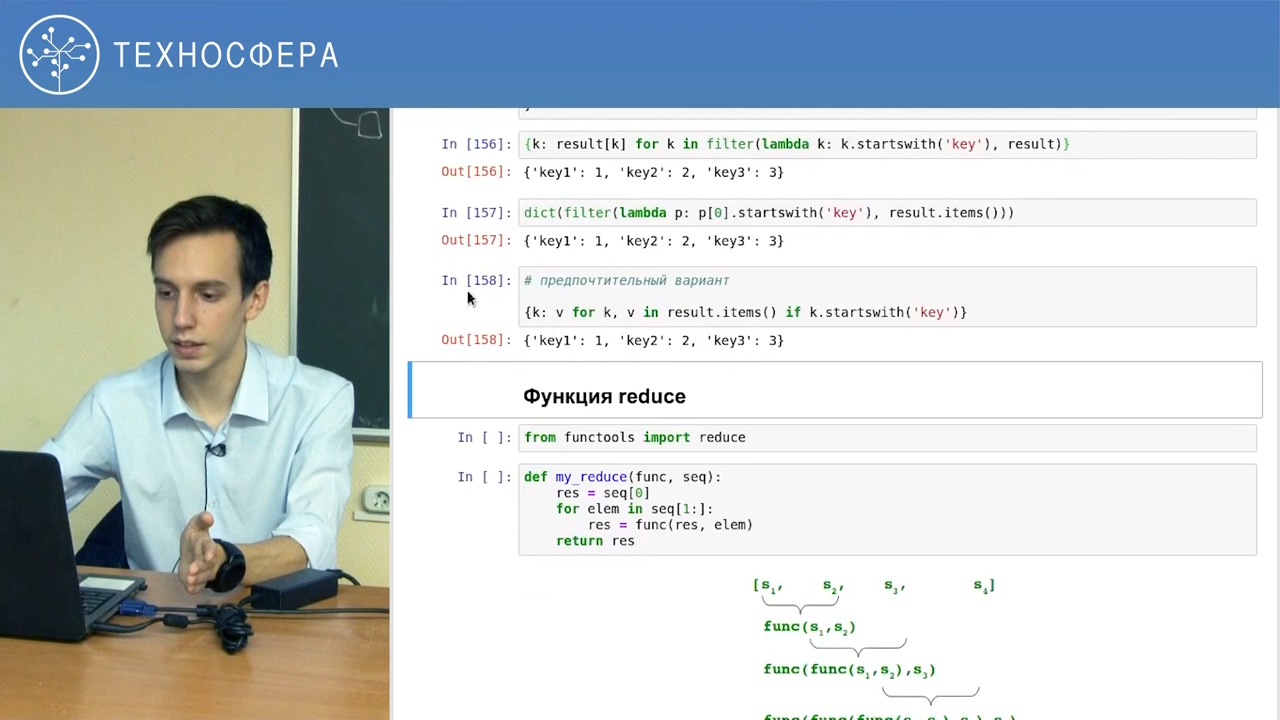 ТЕХНОСФЕРА
In [156]: {k: result[k] for k in filter(lambda k: k.startswith('key'), result)}
Out[156]: {'key1': 1, 'key2': 2, 'key3': 3}
In [157]: dict(filter(lambda p: p[0].startswith('key'), result.items()))
Out[157]: {'key1': 1, 'key2': 2, 'key3': 3}
In [158]: # предпочтительный вариант
{k: v for k, v in result.items() if k.startswith('key')}
Out[158]: {'key1': 1, 'key2': 2, 'key3': 3}
Функция reduce
In [ ]: from functools import reduce
In [ ]: def my_reduce(func, seq):
    res = seq[0]
    for elem in seq[1:]:
        res = func(res, elem)
    return res
[s1, s2, s3, s4]
func(s1,s2)
func(func(s1,s2),s3)